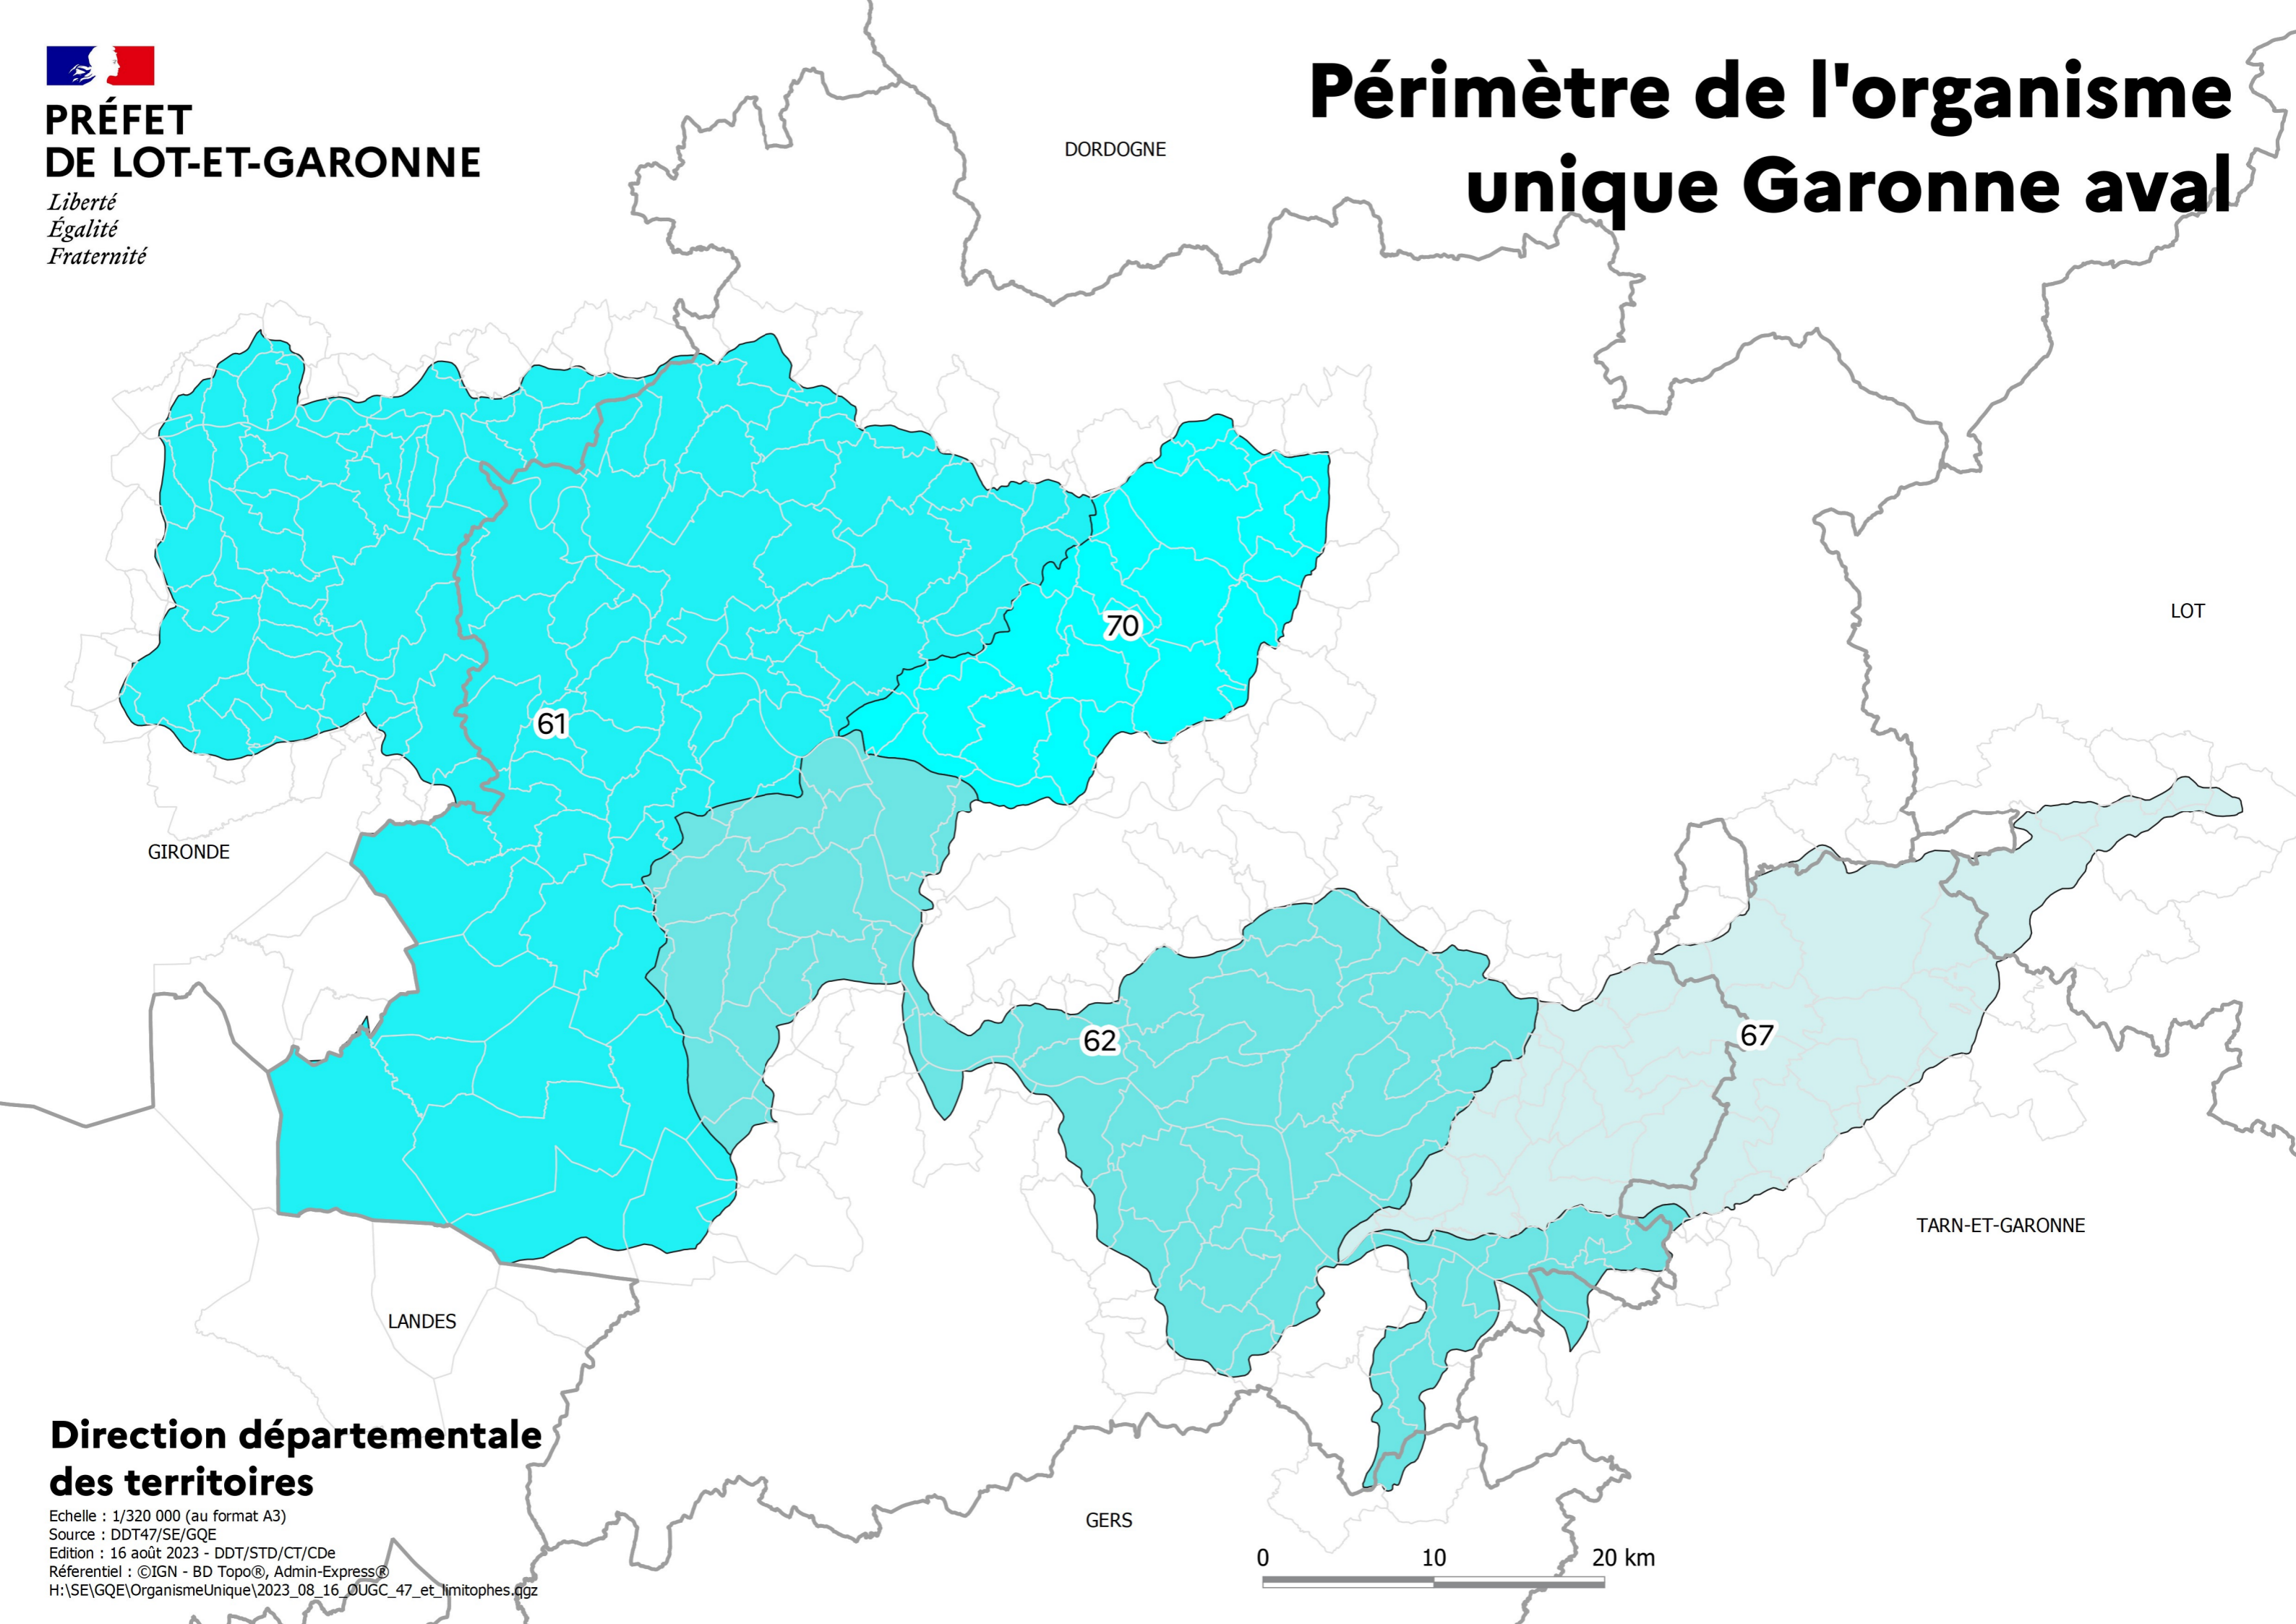 PRÉFET
DE LOT-ET-GARONNE
Liberté
Égalité
Fraternité
Périmètre de l'organisme
unique Garonne aval
DORDOGNE
LOT
70
61
GIRONDE
62
67
TARN-ET-GARONNE
LANDES
GERS
Direction départementale
des territoires
Echelle : 1/320 000 (au format A3)
Source : DDT47/SE/GQE
Edition : 16 août 2023 - DDT/STD/CT/CDe
Réferentiel : ©IGN - BD Topo®, Admin-Express®
H:\SE\GQE\OrganismeUnique\2023_08_16_OUGC_47_et_limitophes.qgz
0 10 20 km